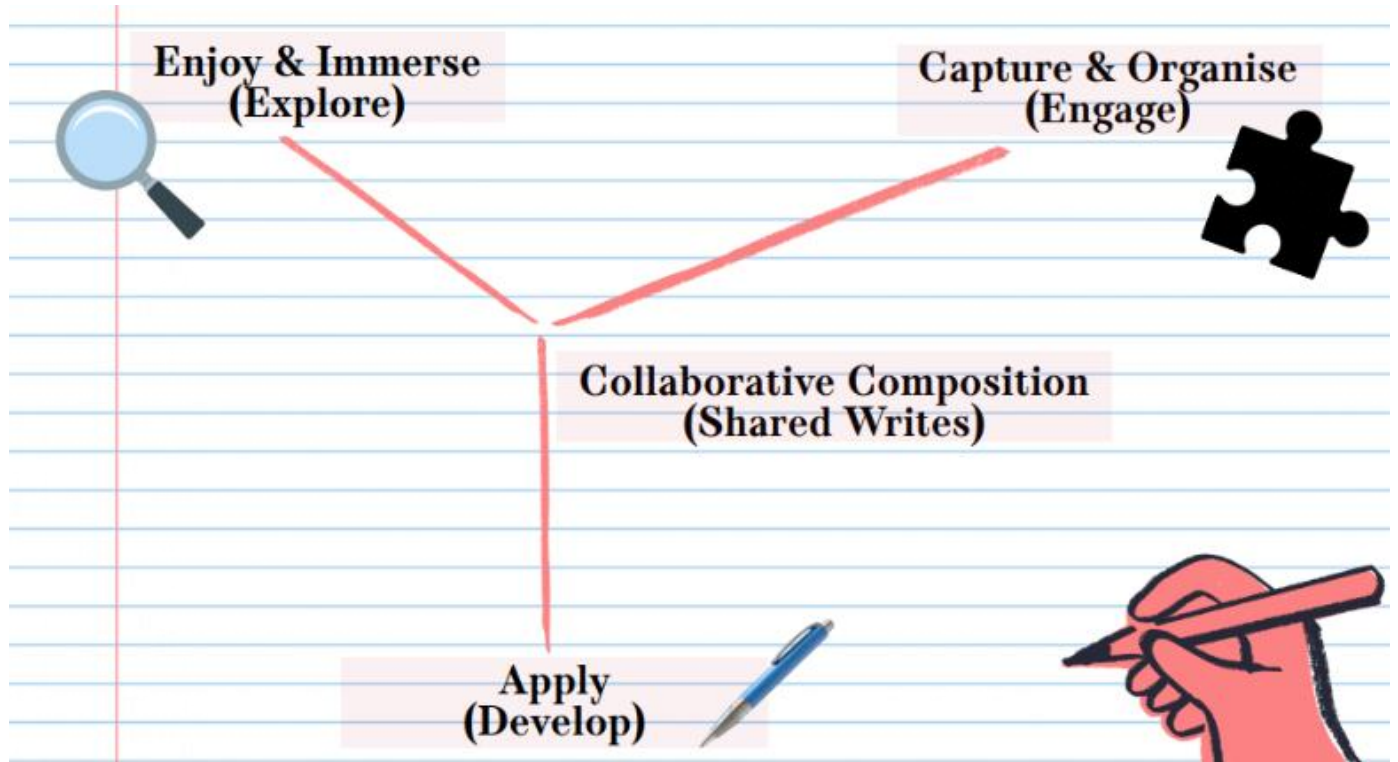 Enjoy & Immerse
(Explore)
Capture & Organise
(Engage)
Collaborative Composition
(Shared Writes)
Apply
(Develop)